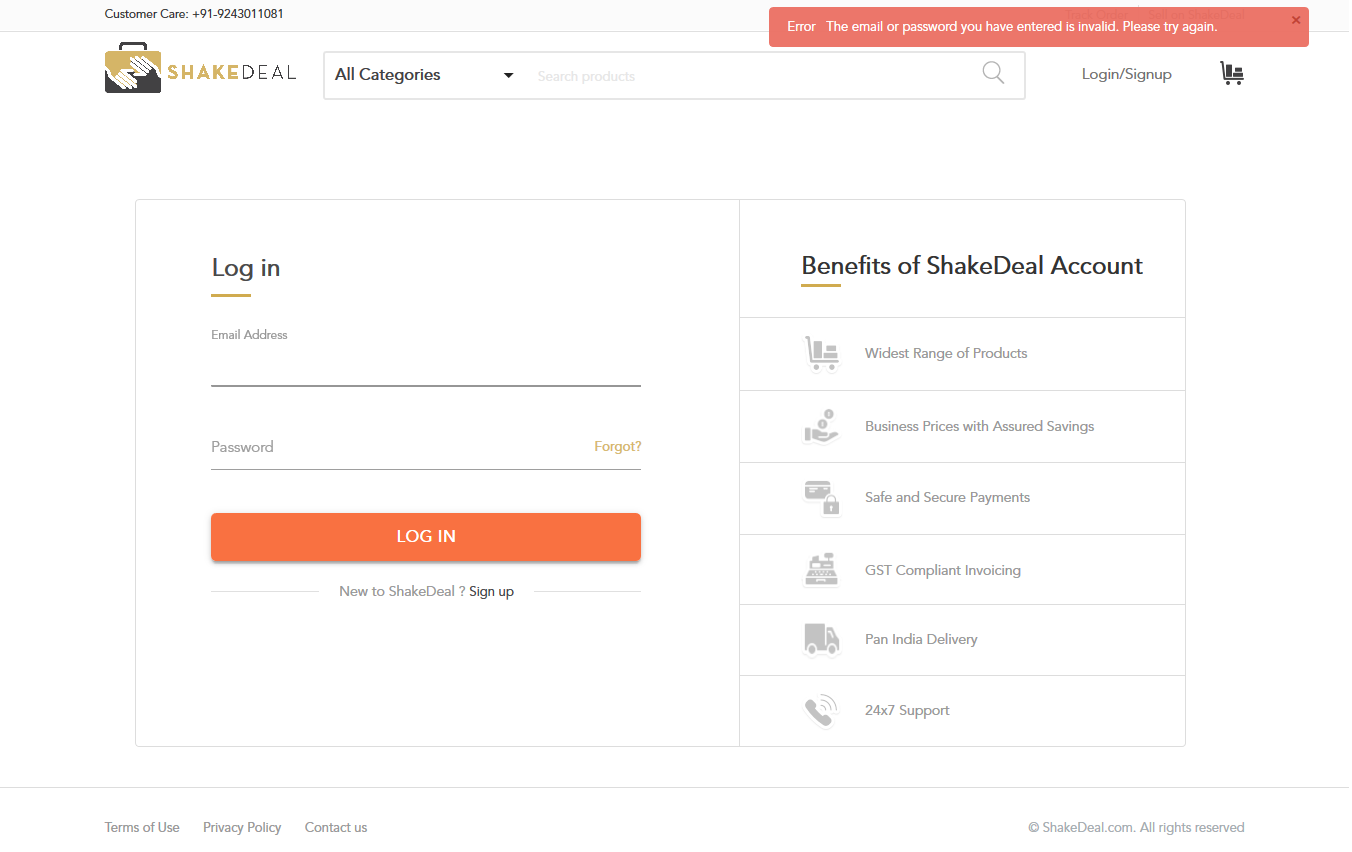 Customer Care: +91-9243011081
Error The email or password you have entered is invalid. Please try again.
×
SHAKEDEAL
All Categories
Search products
Login/Signup
Log in
Email Address
Password
Forgot?
LOG IN
New to ShakeDeal ? Sign up
Benefits of ShakeDeal Account
Widest Range of Products
Business Prices with Assured Savings
Safe and Secure Payments
GST Compliant Invoicing
Pan India Delivery
24x7 Support
Terms of Use
Privacy Policy
Contact us
© ShakeDeal.com. All rights reserved